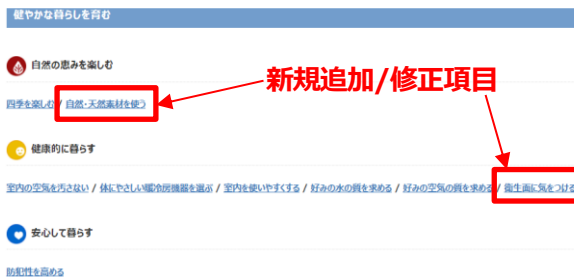 健やかな暮らしを育む
自然の恵みを楽しむ
新規追加/修正項目
四季を楽しむ / 自然・天然素材を使う
健康的に暮らす
室内の空気を汚さない / 体にやさしい暖冷房機器を選ぶ / 室内を使いやすくする / 好みの水の質を求める / 好みの空気の質を求める / 衛生面に気をつける
安心して暮らす
防犯性を高める